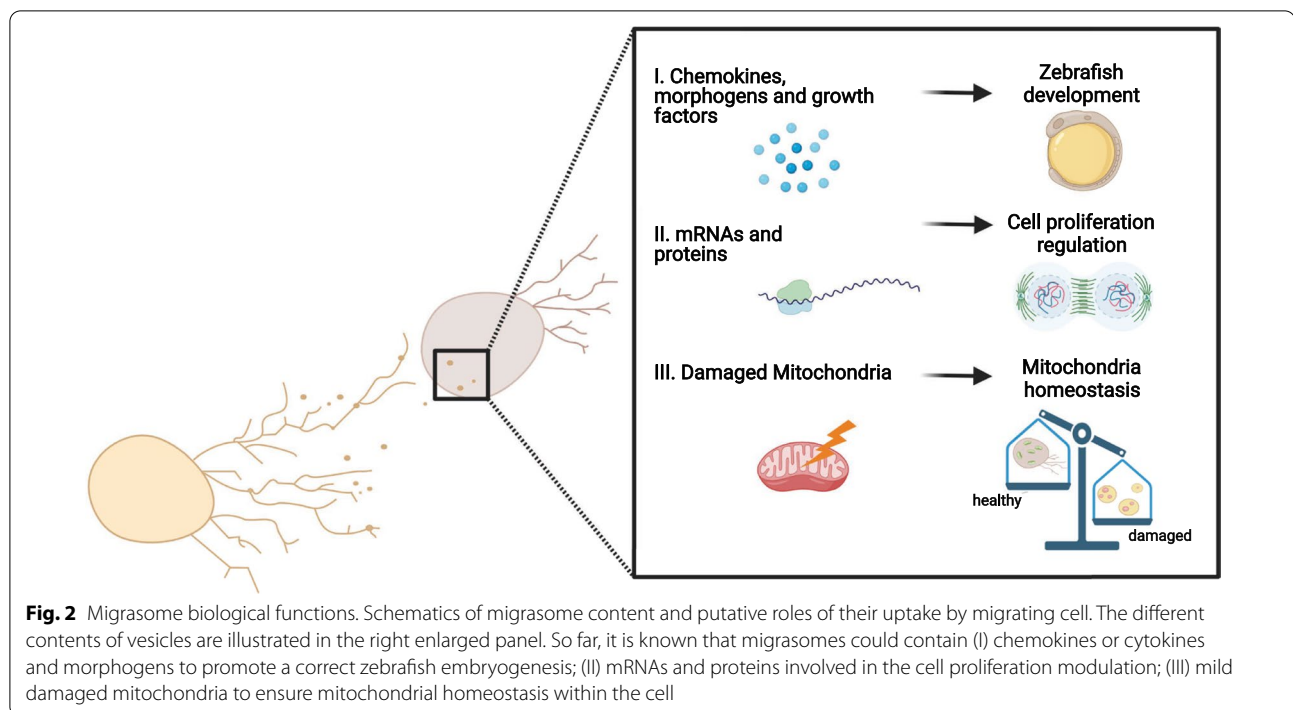 I. Chemokines,
morphogens and growth
factors
Zebrafish
development
II. mRNAs and
proteins
Cell proliferation
regulation
III. Damaged Mitochondria
Mitochondria
homeostasis
healthy
damaged
Fig. 2 Migrasome biological functions. Schematics of migrasome content and putative roles of their uptake by migrating cell. The different
contents of vesicles are illustrated in the right enlarged panel. So far, it is known that migrasomes could contain (I) chemokines or cytokines
and morphogens to promote a correct zebrafish embryogenesis; (II) mRNAs and proteins involved in the cell proliferation modulation; (III) mild
damaged mitochondria to ensure mitochondrial homeostasis within the cell